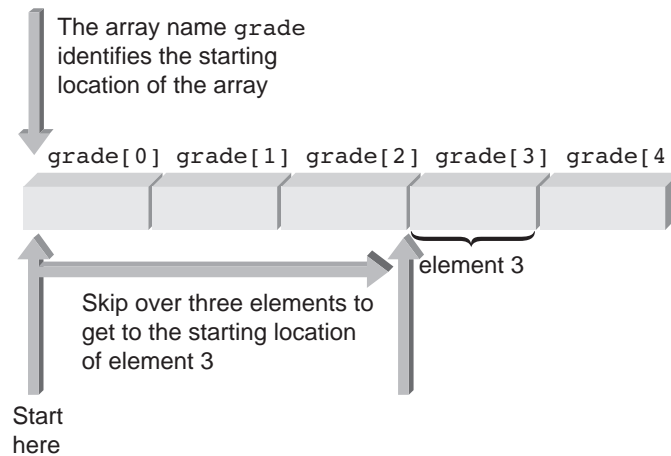 The array name grade
identifies the starting
location of the array
grade[0] grade[1] grade[2] grade[3] grade[4
element 3
Skip over three elements to
get to the starting location
of element 3
Start
here